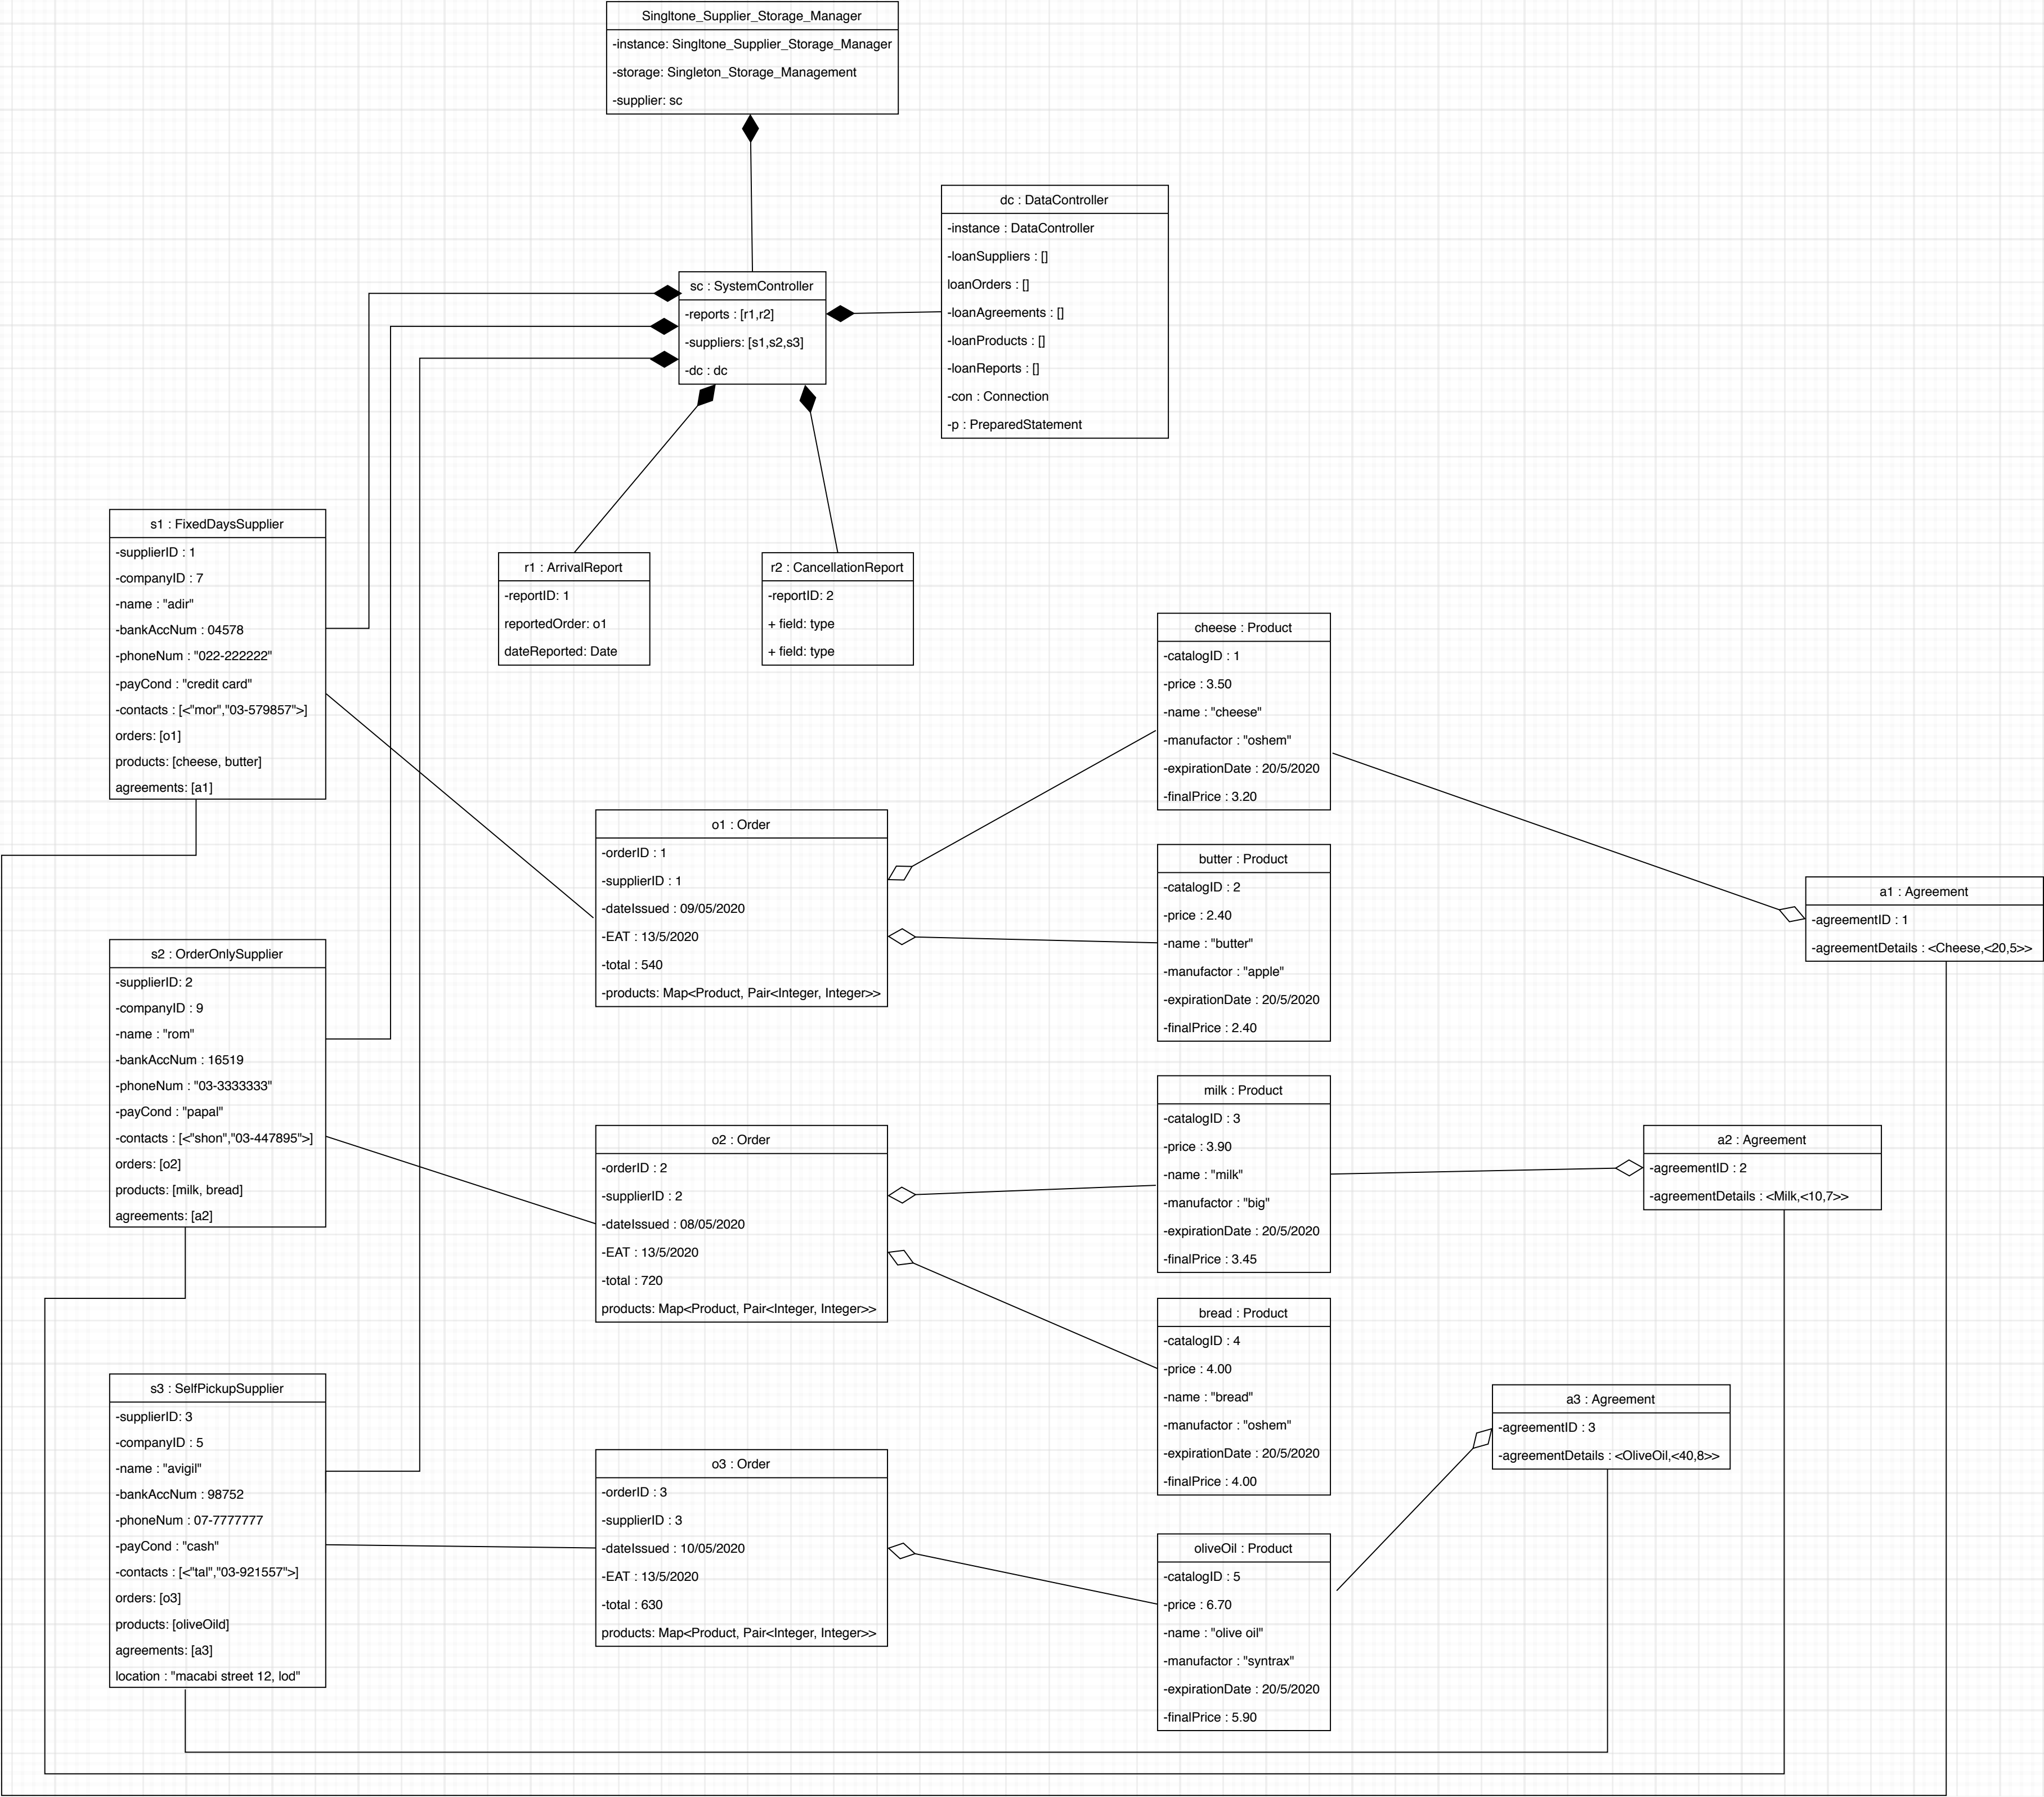 Singltone_Supplier_Storage_Manager
-instance: Singltone_Supplier_Storage_Manager
-storage: Singleton_Storage_Management
-supplier: sc
dc : DataController
-instance : DataController
-loanSuppliers : []
loanOrders : []
-loanAgreements : []
-loanProducts : []
-loanReports : []
-con : Connection
-p : PreparedStatement
sc : SystemController
-reports : [r1,r2]
-suppliers: [s1,s2,s3]
-dc : dc
s1 : FixedDaysSupplier
-supplierID : 1
-companyID : 7
-name : "adir"
-bankAccNum : 04578
-phoneNum : "022-222222"
-payCond : "credit card"
-contacts : [<"mor","03-579857">]
orders: [o1]
products: [cheese, butter]
agreements: [a1]
r1 : ArrivalReport
-reportID: 1
reportedOrder: o1
dateReported: Date
r2 : CancellationReport
-reportID: 2
+ field: type
+ field: type
cheese : Product
-catalogID : 1
-price : 3.50
-name : "cheese"
-manufactor : "oshem"
-expirationDate : 20/5/2020
-finalPrice : 3.20
o1 : Order
-orderID : 1
-supplierID : 1
-dateIssued : 09/05/2020
-EAT : 13/5/2020
-total : 540
-products: Map<Product, Pair<Integer, Integer>>
butter : Product
-catalogID : 2
-price : 2.40
-name : "butter"
-manufactor : "apple"
-expirationDate : 20/5/2020
-finalPrice : 2.40
a1 : Agreement
-agreementID : 1
-agreementDetails : <Cheese,<20,5>>
s2 : OrderOnlySupplier
-supplierID: 2
-companyID : 9
-name : "rom"
-bankAccNum : 16519
-phoneNum : "03-3333333"
-payCond : "papal"
-contacts : [<"shon","03-447895">]
orders: [o2]
products: [milk, bread]
agreements: [a2]
o2 : Order
-orderID : 2
-supplierID : 2
-dateIssued : 08/05/2020
-EAT : 13/5/2020
-total : 720
products: Map<Product, Pair<Integer, Integer>>
milk : Product
-catalogID : 3
-price : 3.90
-name : "milk"
-manufactor : "big"
-expirationDate : 20/5/2020
-finalPrice : 3.45
a2 : Agreement
-agreementID : 2
-agreementDetails : <Milk,<10,7>>
bread : Product
-catalogID : 4
-price : 4.00
-name : "bread"
-manufactor : "oshem"
-expirationDate : 20/5/2020
-finalPrice : 4.00
s3 : SelfPickupSupplier
-supplierID: 3
-companyID : 5
-name : "avigil"
-bankAccNum : 98752
-phoneNum : 07-7777777
-payCond : "cash"
-contacts : [<"tal","03-921557">]
orders: [o3]
products: [oliveOild]
agreements: [a3]
location : "macabi street 12, lod"
o3 : Order
-orderID : 3
-supplierID : 3
-dateIssued : 10/05/2020
-EAT : 13/5/2020
-total : 630
products: Map<Product, Pair<Integer, Integer>>
a3 : Agreement
-agreementID : 3
-agreementDetails : <OliveOil,<40,8>>
oliveOil : Product
-catalogID : 5
-price : 6.70
-name : "olive oil"
-manufactor : "syntrax"
-expirationDate : 20/5/2020
-finalPrice : 5.90